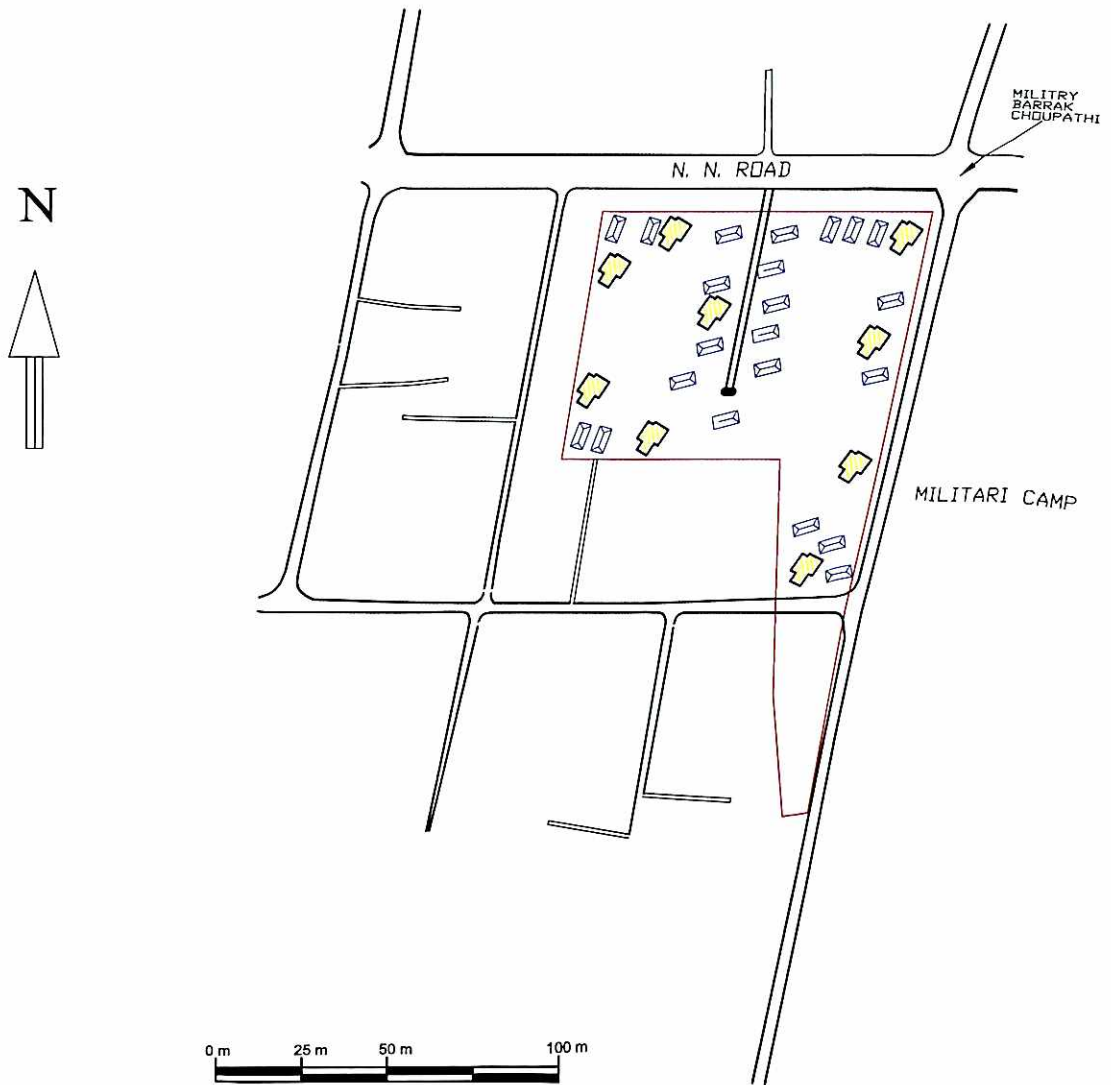 MILITRY
BARRAK
CHOUPATHI
N. N. ROAD
N
MILITARI CAMP
0 m 25 m 50 m 100 m